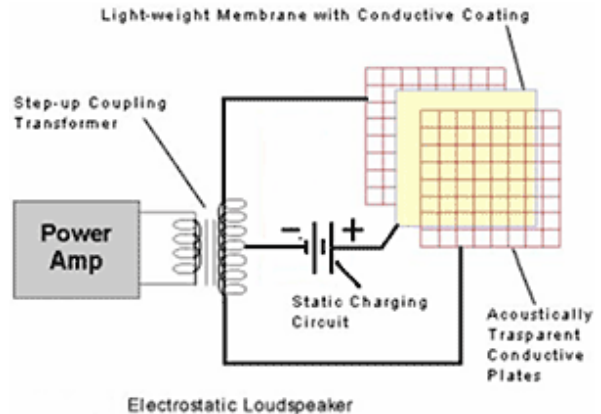 Light-weight Membrane with Conductive Coating
Step-up Coupling
Transformer
Power
Amp
- +
Static Charging
Circuit
Acoustically
Trasparent
Conductive
Plates
Electrostatic Loudspeaker